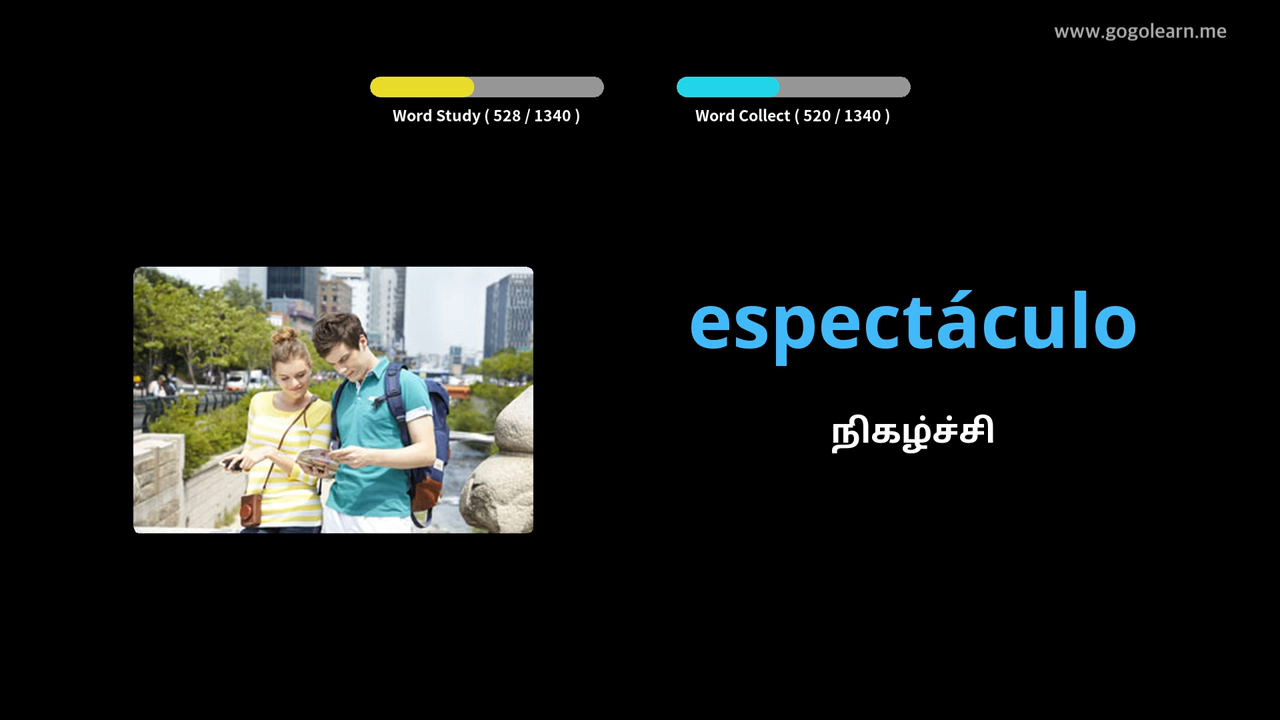 www.gogolearn.me
Word Study ( 528 / 1340 )
Word Collect ( 520 / 1340 )
espectáculo
நிகழ்ச்சி